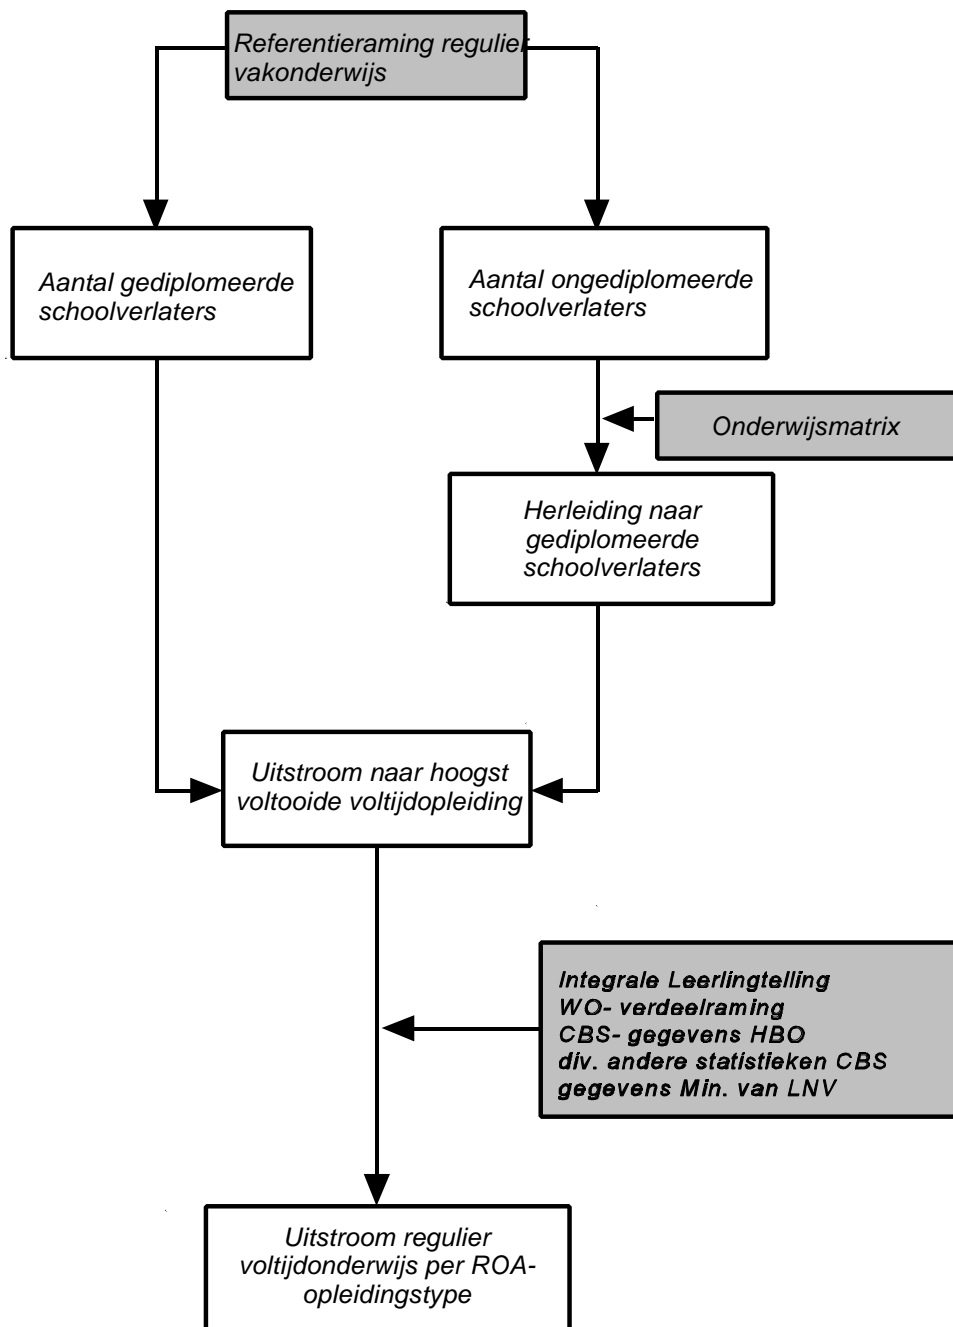 Referentieraming regulier
vakonderwijs
Aantal gediplomeerde
schoolverlaters
Aantal ongediplomeerde
schoolverlaters
Onderwijsmatrix
Herleiding naar
gediplomeerde
schoolverlaters
Uitstroom naar hoogst
voltooide voltijdopleiding
Integrale Leerlingtelling
WO- verdeelraming
CBS- gegevens HBO
div. andere statistieken CBS
gegevens Min. van LNV
Uitstroom regulier
voltijdonderwijs per ROA-
opleidingstype